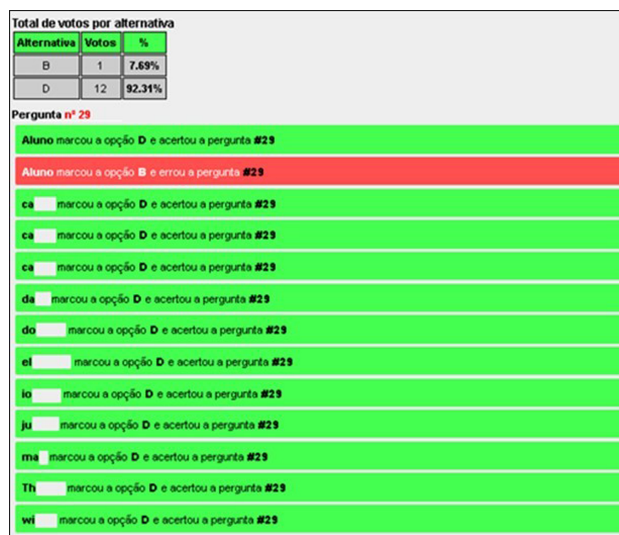 Total de votos por alternativa
Alternativa Votos %
B 1 7.69%
D 12 92.31%
Pergunta nº 29
Aluno marcou a opção D e acertou a pergunta #29
Aluno marcou a opção B e errou a pergunta #29
ca marcou a opção D e acertou a pergunta #29
ca marcou a opção D e acertou a pergunta #29
ca marcou a opção D e acertou a pergunta #29
da marcou a opção D e acertou a pergunta #29
do marcou a opção D e acertou a pergunta #29
el marcou a opção D e acertou a pergunta #29
io marcou a opção D e acertou a pergunta #29
ju marcou a opção D e acertou a pergunta #29
ma marcou a opção D e acertou a pergunta #29
Th marcou a opção D e acertou a pergunta #29
wi marcou a opção D e acertou a pergunta #29